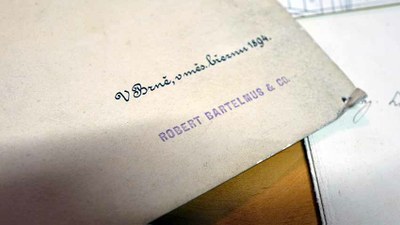 V Brně, v měs. březnu 1894.
ROBERT BARTELMUS & CO.